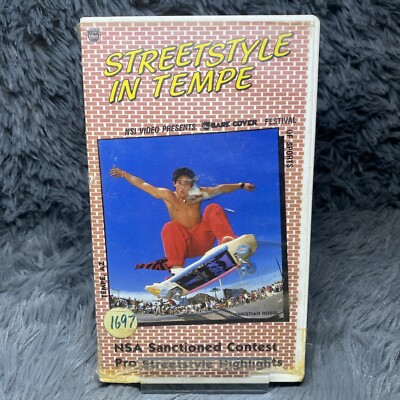 STREETSTYLE
IN TEMPE
NSI VIDEO PRESENTS BARE COVER FESTIVAL
OF SPORTS
TEMPE, AZ
CHRISTIAN HOSOI
1697
NSA Sanctioned Contest
Pro Streetstyle Highlights